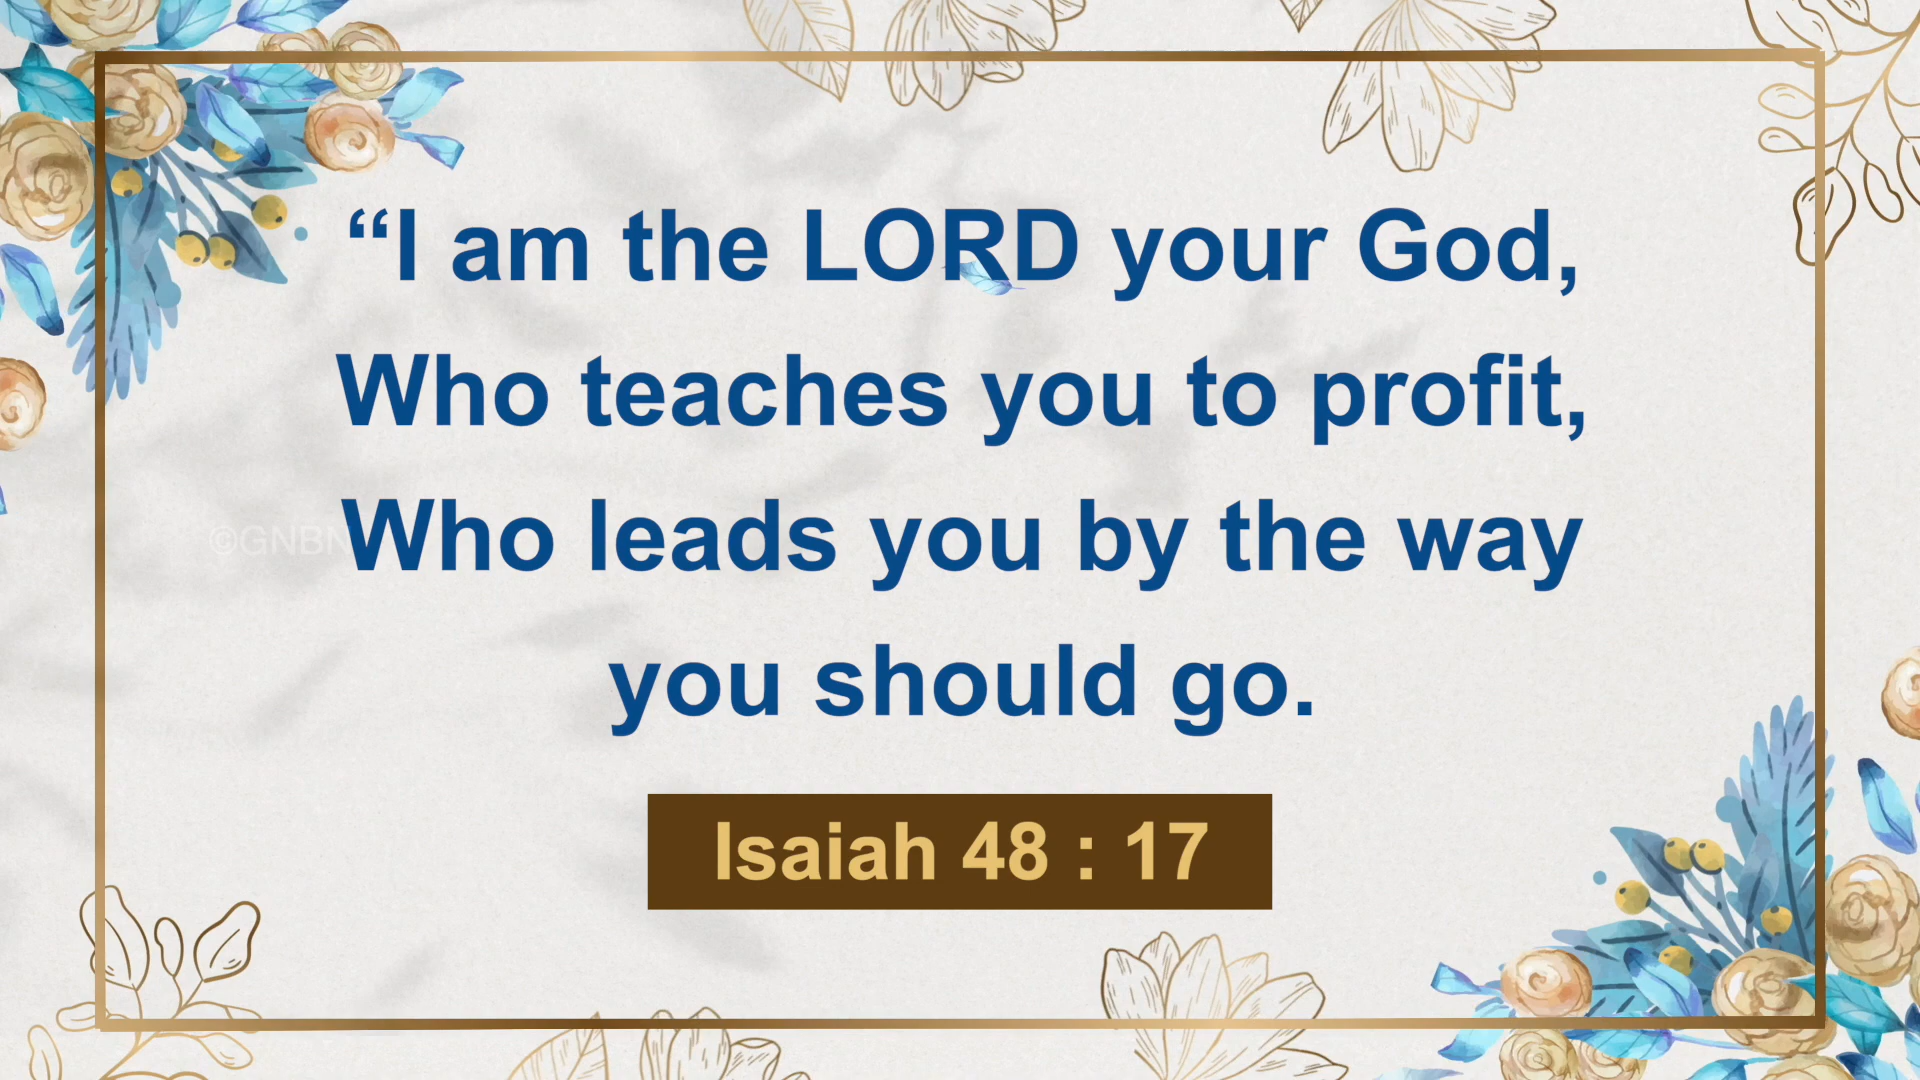 “I am the LORD your God,
Who teaches you to profit,
Who leads you by the way
you should go.
Isaiah 48 : 17
©GNBN